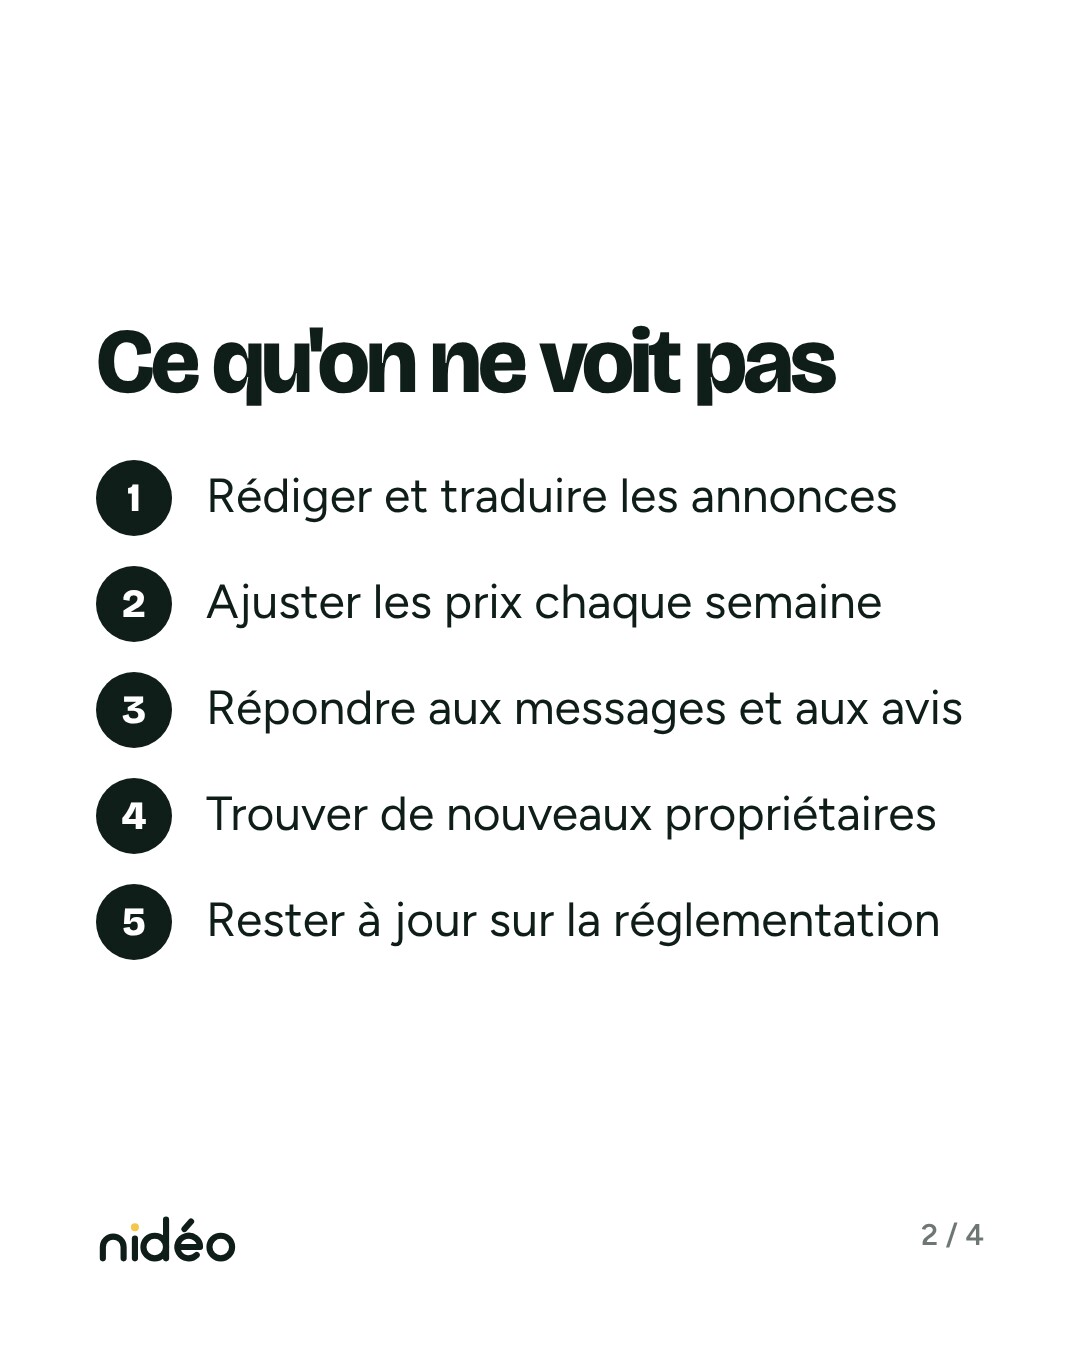 Ce qu'on ne voit pas
1 Rédiger et traduire les annonces
2 Ajuster les prix chaque semaine
3 Répondre aux messages et aux avis
4 Trouver de nouveaux propriétaires
5 Rester à jour sur la réglementation
nidéo
2 / 4